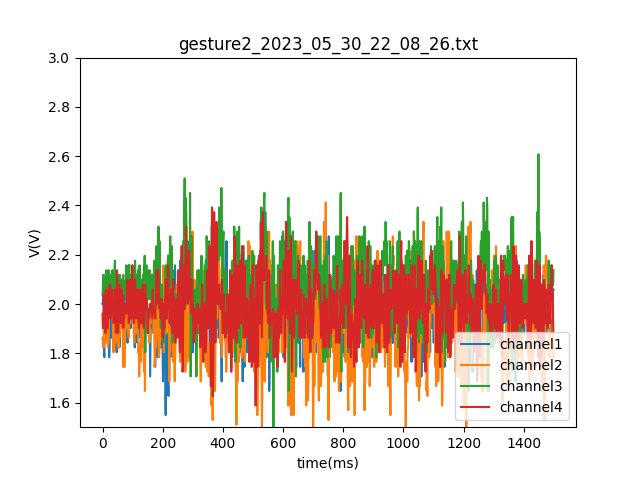 gesture2_2023_05_30_22_08_26.txt
3.0
2.8
2.6
2.4
2.2
2.0
1.8
1.6
V(V)
channel1
channel2
channel3
channel4
0 200 400 600 800 1000 1200 1400
time(ms)